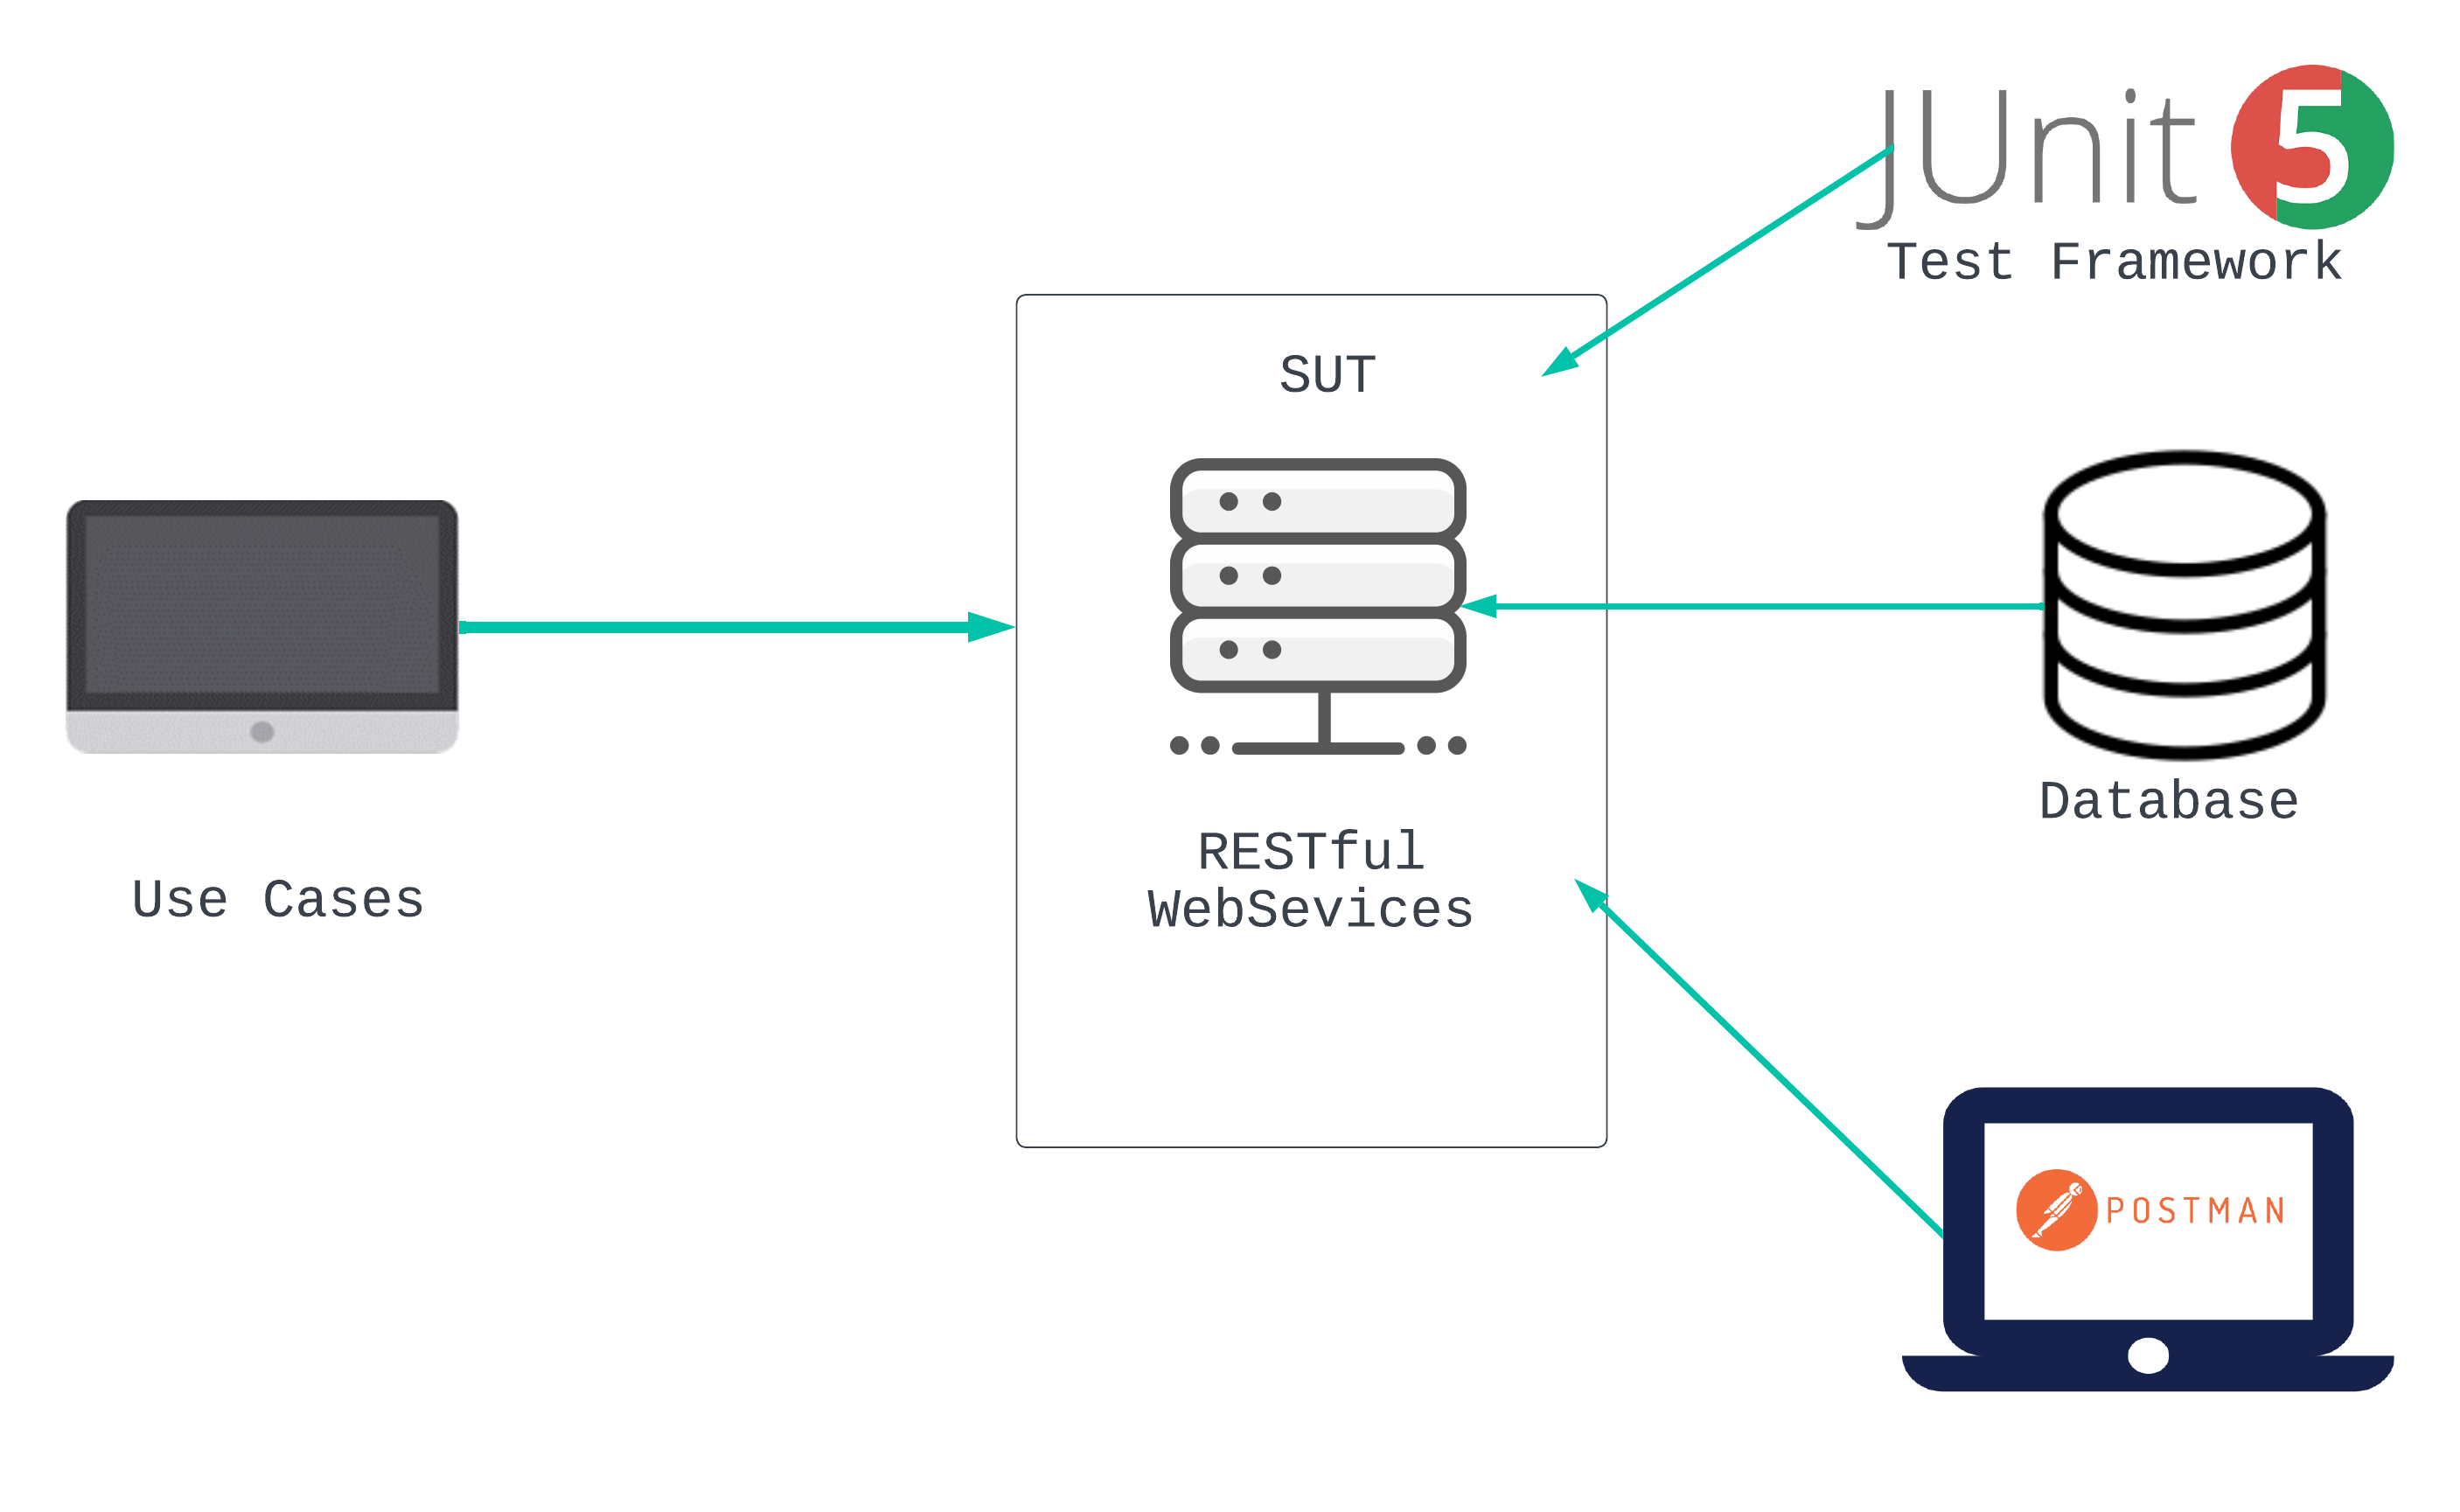 JUnit 5
Test Framework
SUT
Database
RESTful
WebSevices
Use Cases
POSTMAN